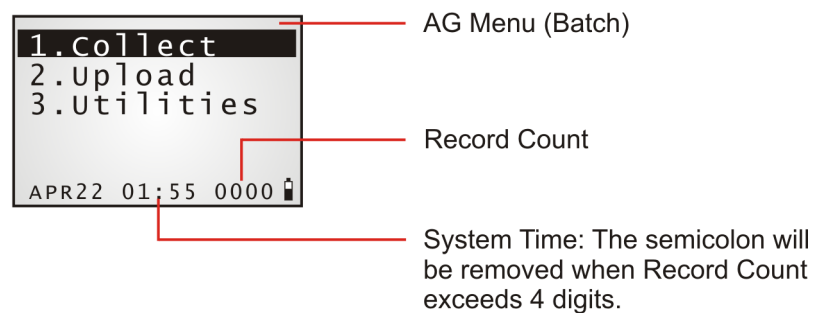 1.Collect
2.Upload
3.Utilities
APR22 01:55 0000
AG Menu (Batch)
Record Count
System Time: The semicolon will
be removed when Record Count
exceeds 4 digits.